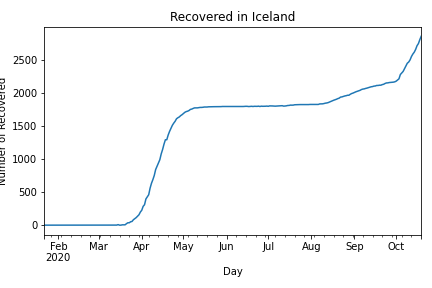 Recovered in Iceland
Number of Recovered
2500
2000
1500
1000
500
0
Feb Mar Apr May Jun Jul Aug Sep Oct
2020
Day